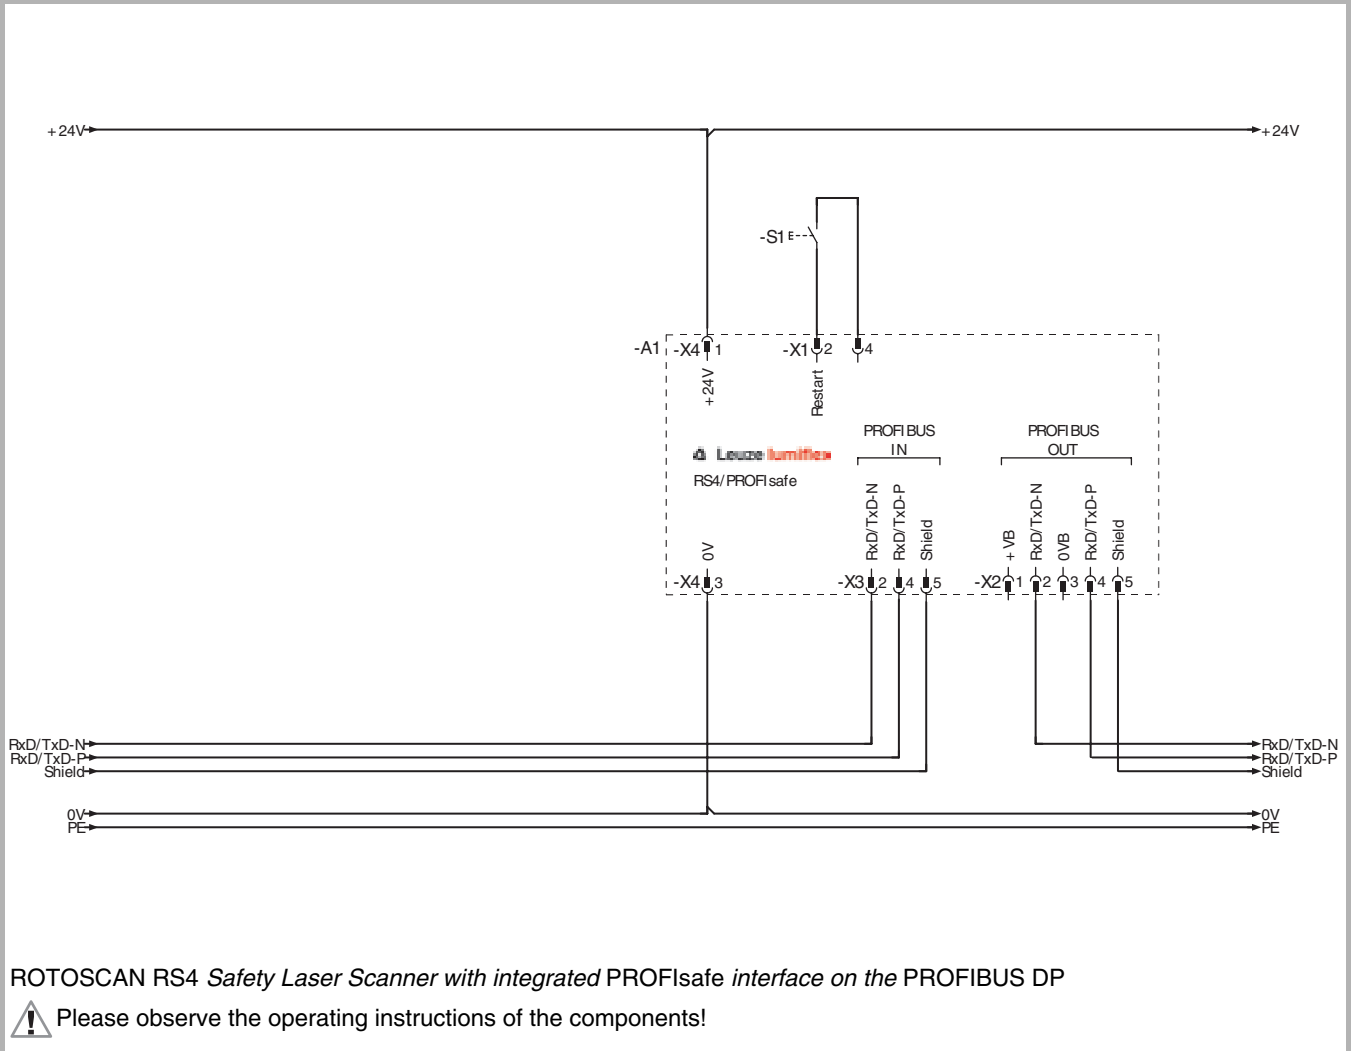 +24V
+24V
-S1
-A1
-X4 1
-X1 2
4
+24V
Restart
PROFIBUS
IN
PROFIBUS
OUT
Leuze lumiflex
RS4/PROFIsafe
0V
RxD/TxD-N
RxD/TxD-P
Shield
+VB
RxD/TxD-N
0VB
RxD/TxD-P
Shield
-X4 3
-X3 2 4 5
-X2 1 2 3 4 5
RxD/TxD-N
RxD/TxD-N
RxD/TxD-P
RxD/TxD-P
Shield
Shield
0V
0V
PE
PE
ROTOSCAN RS4 Safety Laser Scanner with integrated PROFIsafe interface on the PROFIBUS DP
Please observe the operating instructions of the components!